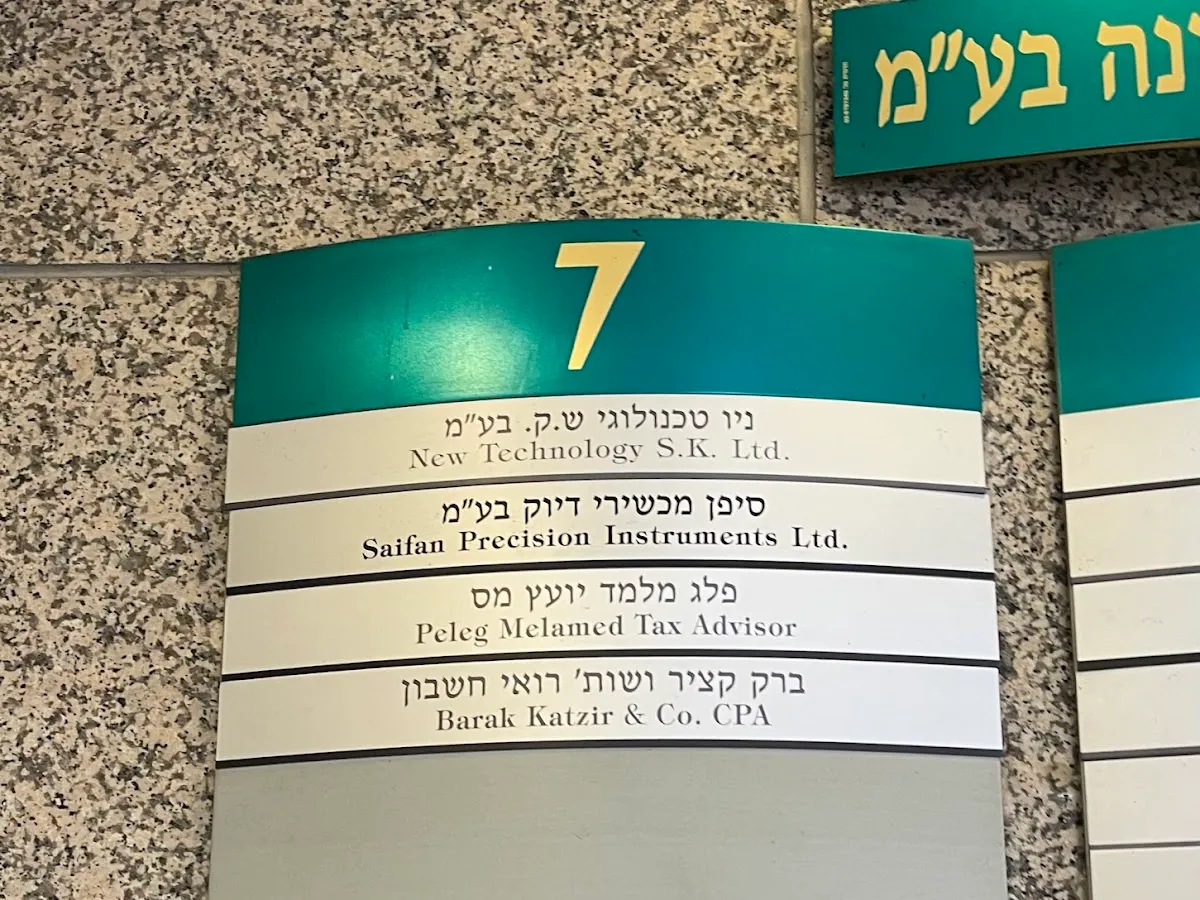 נה בע"מ
7
ניו טכנולוגי ש.ק. בע"מ
New Technology S.K. Ltd.
סיפן מכשירי דיוק בע"מ
Saifan Precision Instruments Ltd.
פלג מלמד יועץ מס
Peleg Melamed Tax Advisor
ברק קציר ושות' רואי חשבון
Barak Katzir & Co. CPA